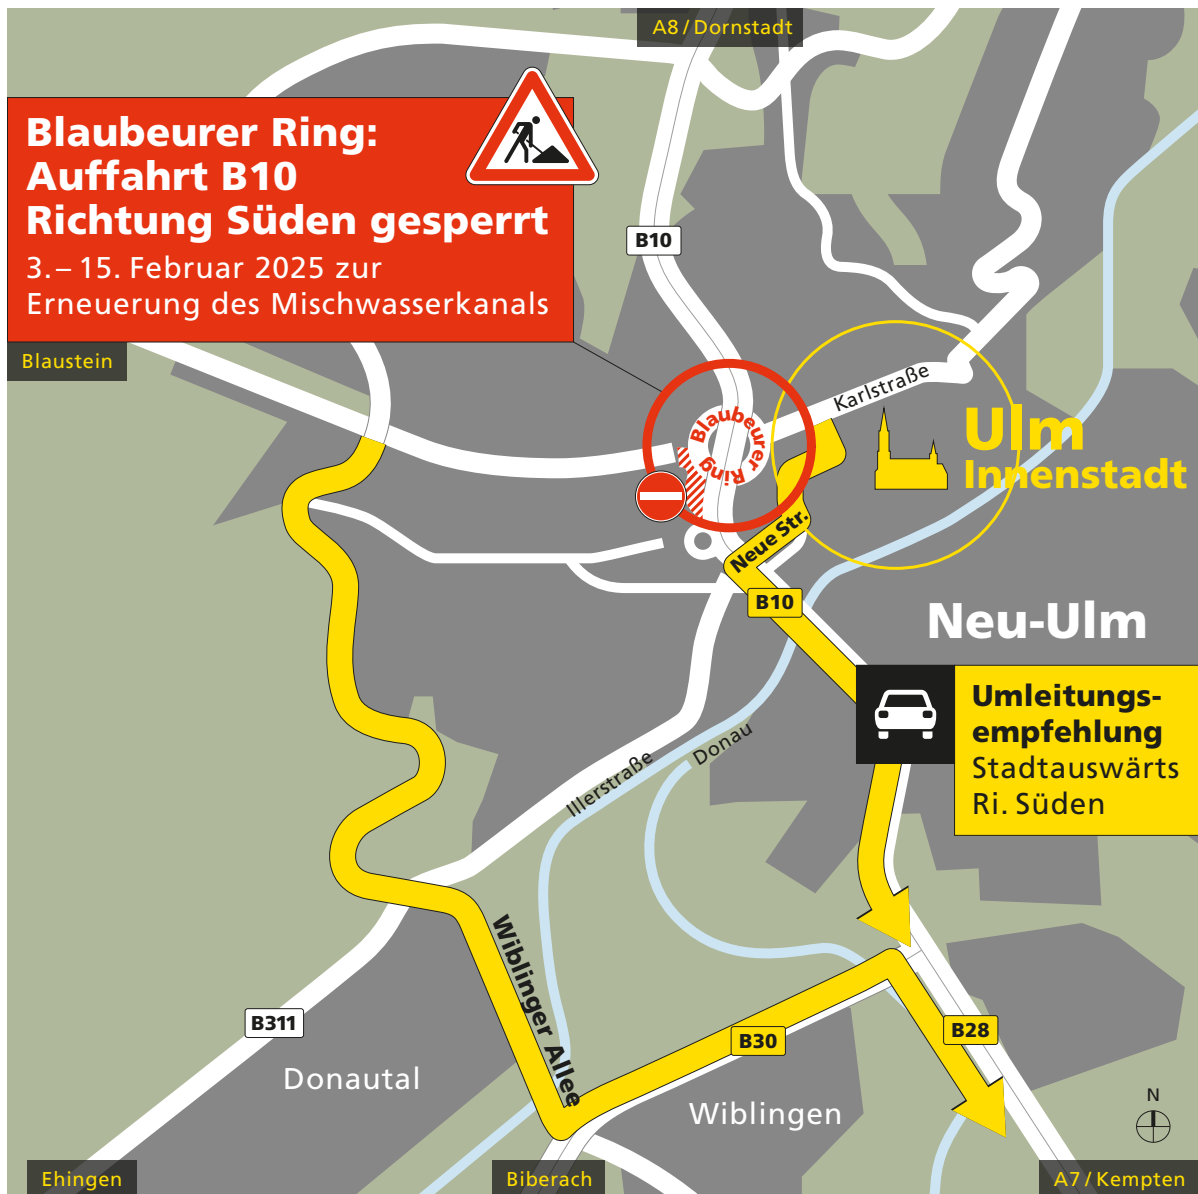 A8 / Dornstadt
Blaubeurer Ring:
Auffahrt B10
Richtung Süden gesperrt
3. – 15. Februar 2025 zur
Erneuerung des Mischwasserkanals
B10
Blaustein
Karlstraße
Blaubeurer Ring
Ulm
Innenstadt
Neue Str.
B10
Neu-Ulm
Umleitungs-
empfehlung
Stadtauswärts
Ri. Süden
Illerstraße
Donau
Wiblinger Allee
B311
B30
B28
Donautal
Wiblingen
N
Ehingen
Biberach
A7 / Kempten